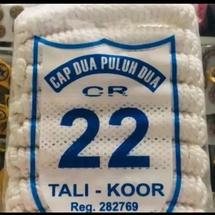 CAP DUA PULUH DUA
CR
22
TALI - KOOR
Reg. 282769